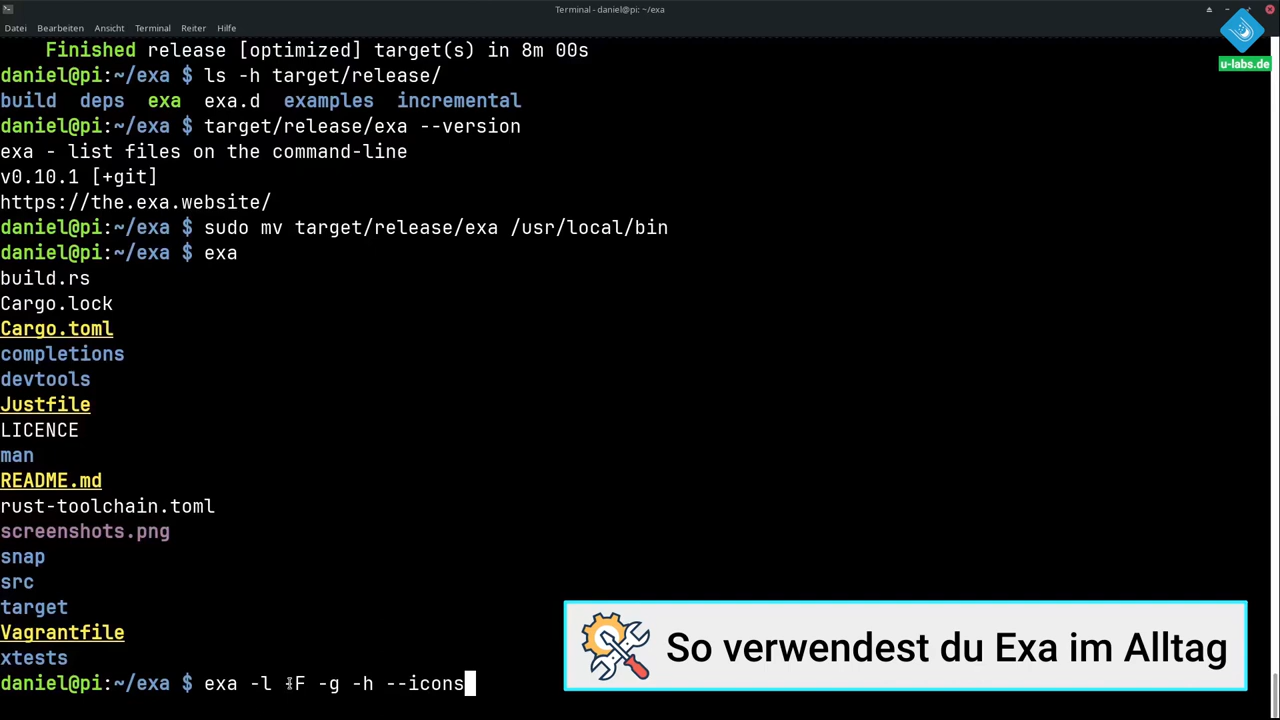 Terminal - daniel@pi: ~/exa
Datei Bearbeiten Ansicht Terminal Reiter Hilfe
u-labs.de
Finished release [optimized] target(s) in 8m 00s
daniel@pi:~/exa $ ls -h target/release/
build deps exa exa.d examples incremental
daniel@pi:~/exa $ target/release/exa --version
exa - list files on the command-line
v0.10.1 [+git]
https://the.exa.website/
daniel@pi:~/exa $ sudo mv target/release/exa /usr/local/bin
daniel@pi:~/exa $ exa
build.rs
Cargo.lock
Cargo.toml
completions
devtools
Justfile
LICENCE
man
README.md
rust-toolchain.toml
screenshots.png
snap
src
target
Vagrantfile
xtests
daniel@pi:~/exa $ exa -l -F -g -h --icons
So verwendest du Exa im Alltag